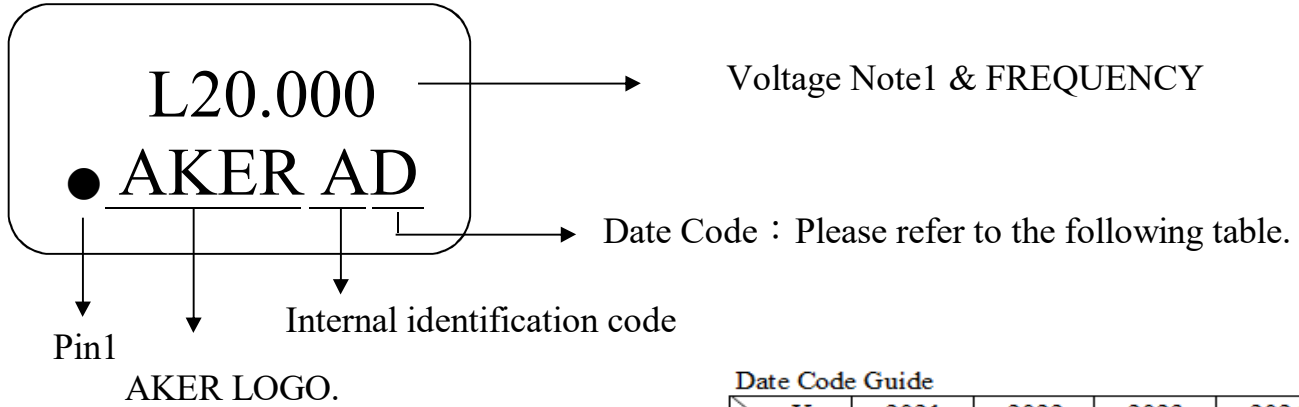 L20.000
Voltage Note1 & FREQUENCY
● AKER AD
Date Code：Please refer to the following table.
Internal identification code
Pin1
AKER LOGO.
Date Code Guide
2021 2022